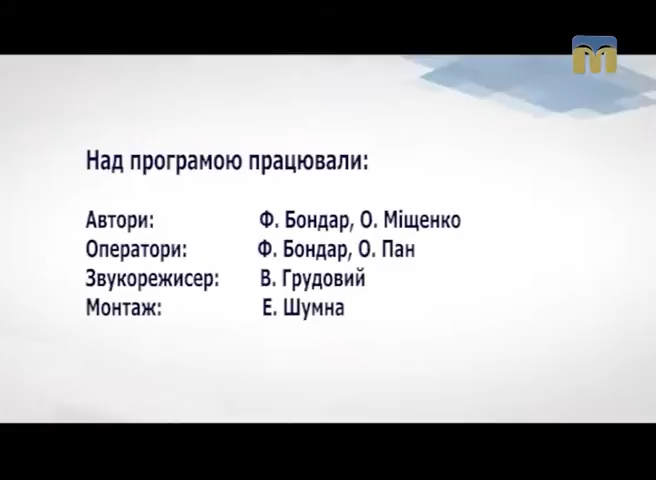 Над програмою працювали:
Автори: Ф. Бондар, О. Міщенко
Оператори: Ф. Бондар, О. Пан
Звукорежисер: В. Грудовий
Монтаж: Е. Шумна